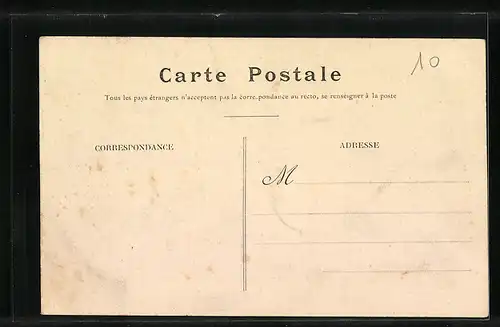 10
Carte Postale
Tous les pays étrangers n'acceptent pas la corre pondance au recto, se renseigner à la poste
CORRESPONDANCE
ADRESSE
M